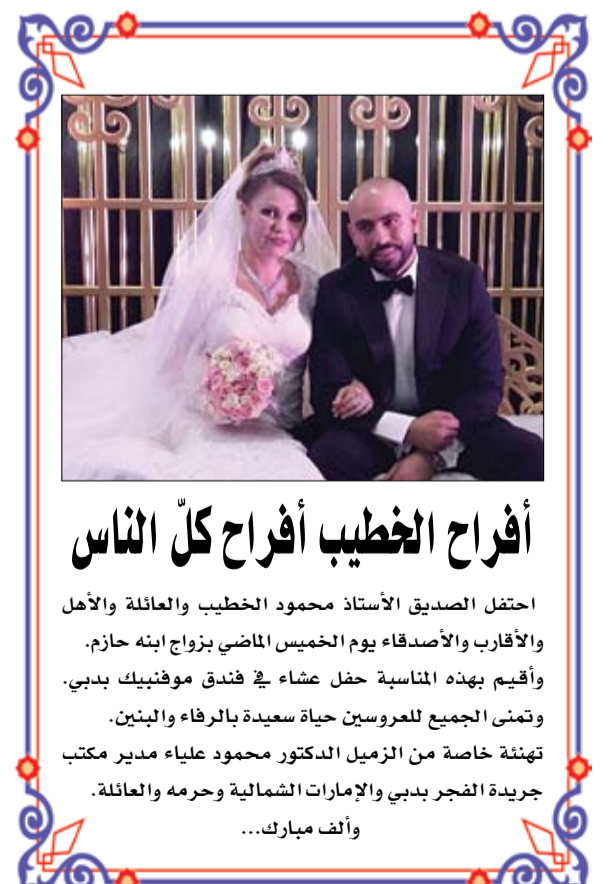 أفراح الخطيب أفراح كلّ الناس
احتفل الصديق الأستاذ محمود الخطيب والعائلة والأهل
والأقارب والأصدقاء يوم الخميس الماضي بزواج ابنه حازم.
وأقيم بهذه المناسبة حفل عشاء في فندق موفنبيك بدبي.
وتمنى الجميع للعروسين حياة سعيدة بالرفاء والبنين.
تهنئة خاصة من الزميل الدكتور محمود علياء مدير مكتب
جريدة الفجر بدبي والإمارات الشمالية وحرمه والعائلة.
وألف مبارك...